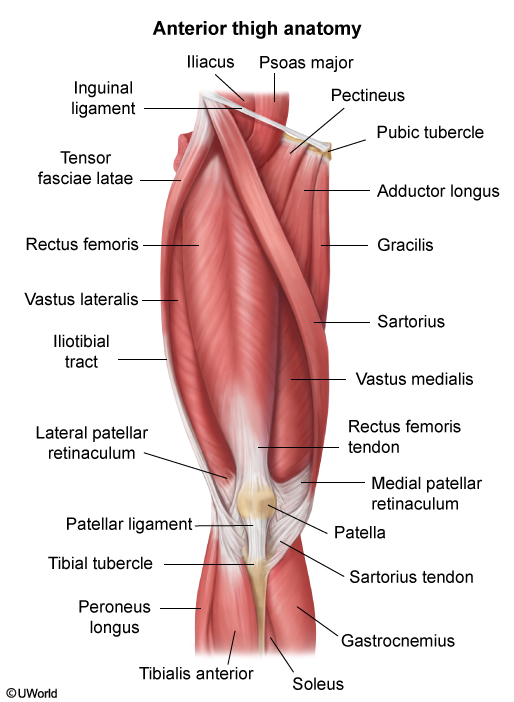 Anterior thigh anatomy
Iliacus
Psoas major
Inguinal
ligament
Pectineus
Pubic tubercle
Tensor
fasciae latae
Adductor longus
Rectus femoris
Gracilis
Vastus lateralis
Sartorius
Iliotibial
tract
Vastus medialis
Rectus femoris
tendon
Lateral patellar
retinaculum
Medial patellar
retinaculum
Patellar ligament
Patella
Tibial tubercle
Sartorius tendon
Peroneus
longus
Gastrocnemius
Tibialis anterior
Soleus
©UWorld